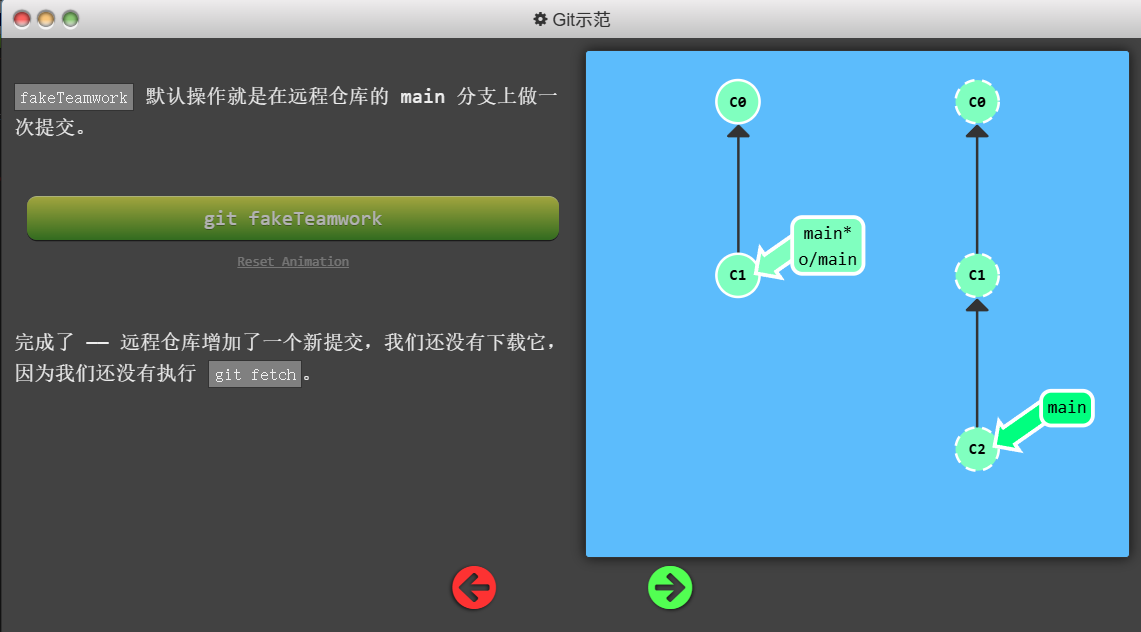 Git示范
fakeTeamwork 默认操作就是在远程仓库的 main 分支上做一
次提交。
git fakeTeamwork
Reset Animation
完成了 —— 远程仓库增加了一个新提交，我们还没有下载它，
因为我们还没有执行 git fetch。
C0
C1
main*
o/main
C0
C1
C2
main